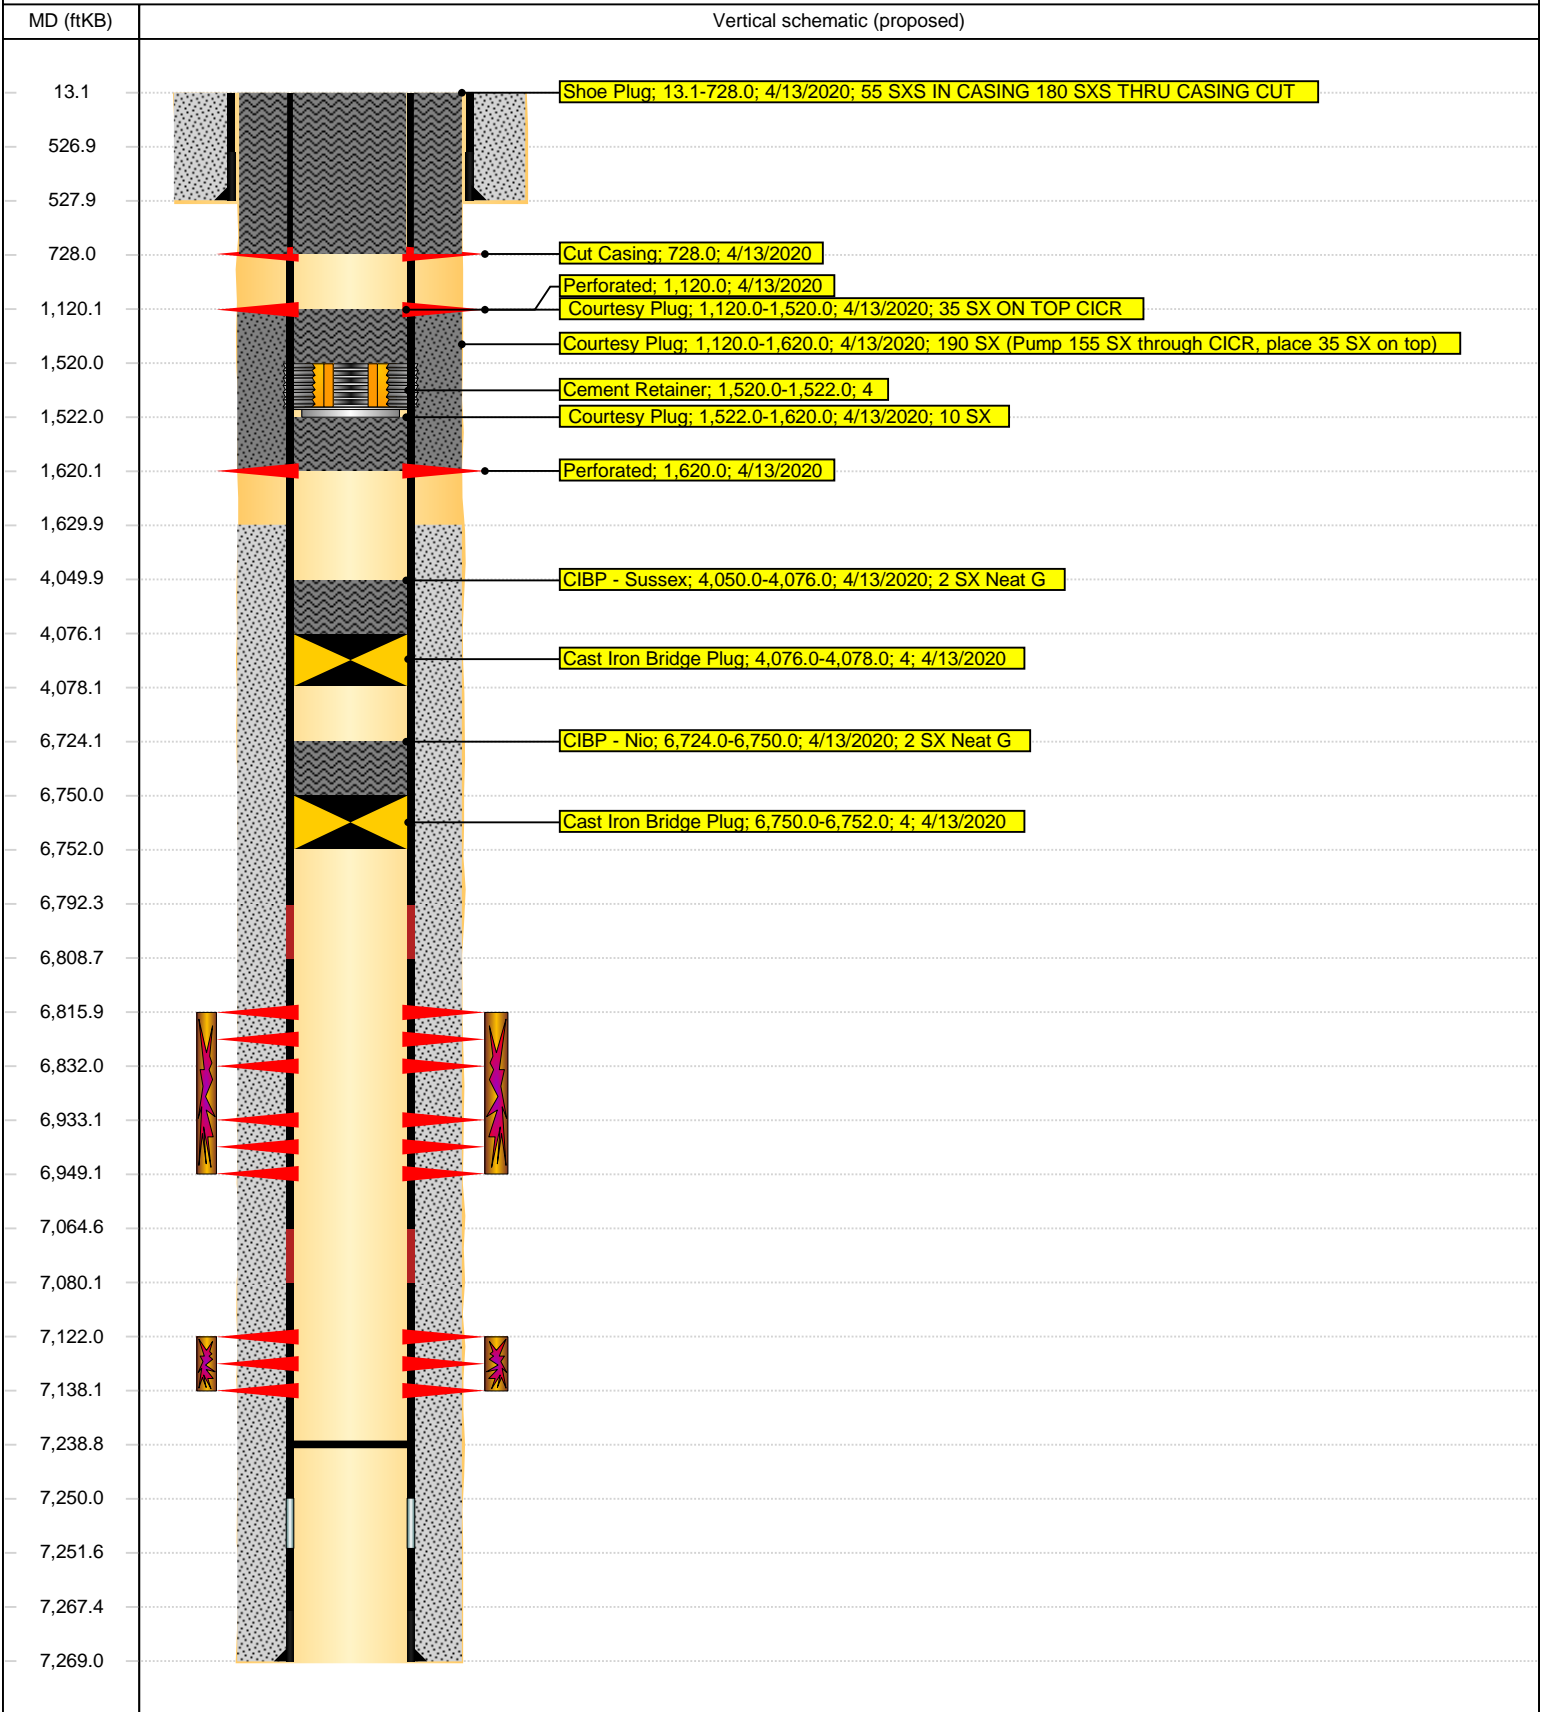 MD (ftKB) Vertical schematic (proposed)
13.1 Shoe Plug; 13.1-728.0; 4/13/2020; 55 SXS IN CASING 180 SXS THRU CASING CUT
526.9
527.9
728.0 Cut Casing; 728.0; 4/13/2020
Perforated; 1,120.0; 4/13/2020
1,120.1 Courtesy Plug; 1,120.0-1,520.0; 4/13/2020; 35 SX ON TOP CICR
Courtesy Plug; 1,120.0-1,620.0; 4/13/2020; 190 SX (Pump 155 SX through CICR, place 35 SX on top)
1,520.0
Cement Retainer; 1,520.0-1,522.0; 4
1,522.0 Courtesy Plug; 1,522.0-1,620.0; 4/13/2020; 10 SX
1,620.1 Perforated; 1,620.0; 4/13/2020
1,629.9
4,049.9 CIBP - Sussex; 4,050.0-4,076.0; 4/13/2020; 2 SX Neat G
4,076.1
Cast Iron Bridge Plug; 4,076.0-4,078.0; 4; 4/13/2020
4,078.1
6,724.1 CIBP - Nio; 6,724.0-6,750.0; 4/13/2020; 2 SX Neat G
6,750.0
Cast Iron Bridge Plug; 6,750.0-6,752.0; 4; 4/13/2020
6,752.0
6,792.3
6,808.7
6,815.9
6,832.0
6,933.1
6,949.1
7,064.6
7,080.1
7,122.0
7,138.1
7,238.8
7,250.0
7,251.6
7,267.4
7,269.0